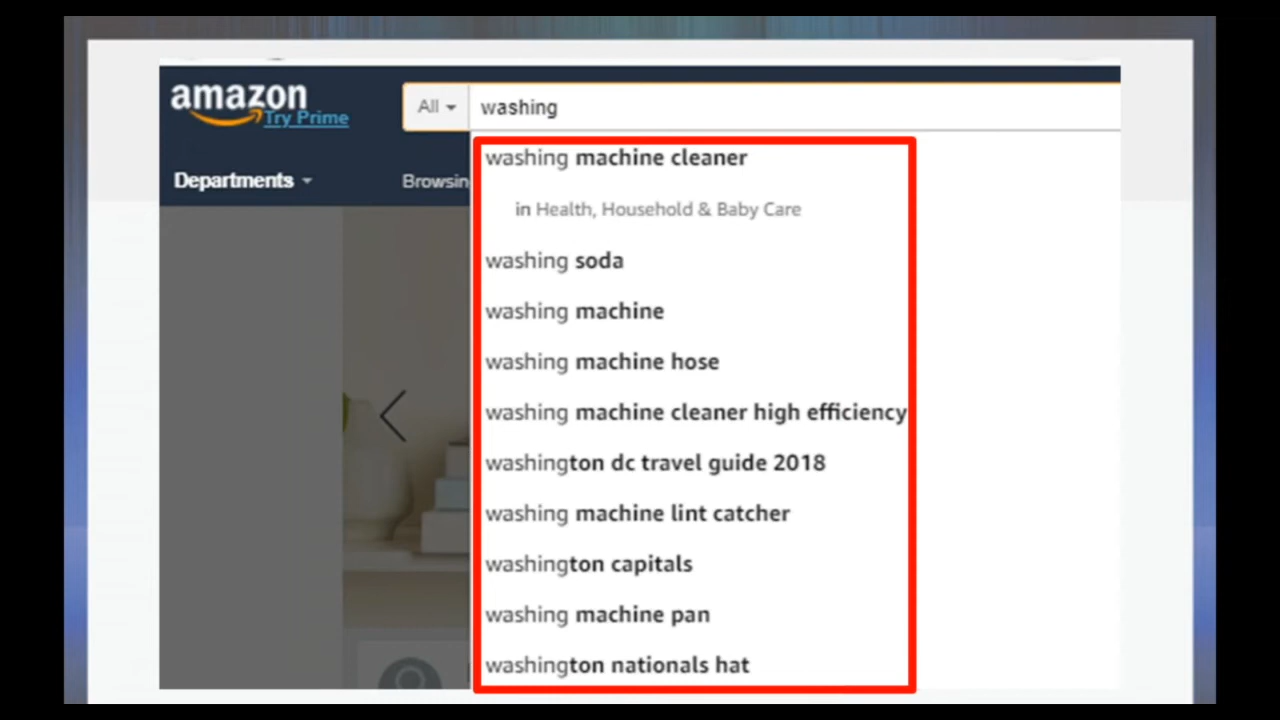 amazon
Try Prime
All
washing
Departments
Browsin
washing machine cleaner
in Health, Household & Baby Care
washing soda
washing machine
washing machine hose
washing machine cleaner high efficiency
washington dc travel guide 2018
washing machine lint catcher
washington capitals
washing machine pan
washington nationals hat